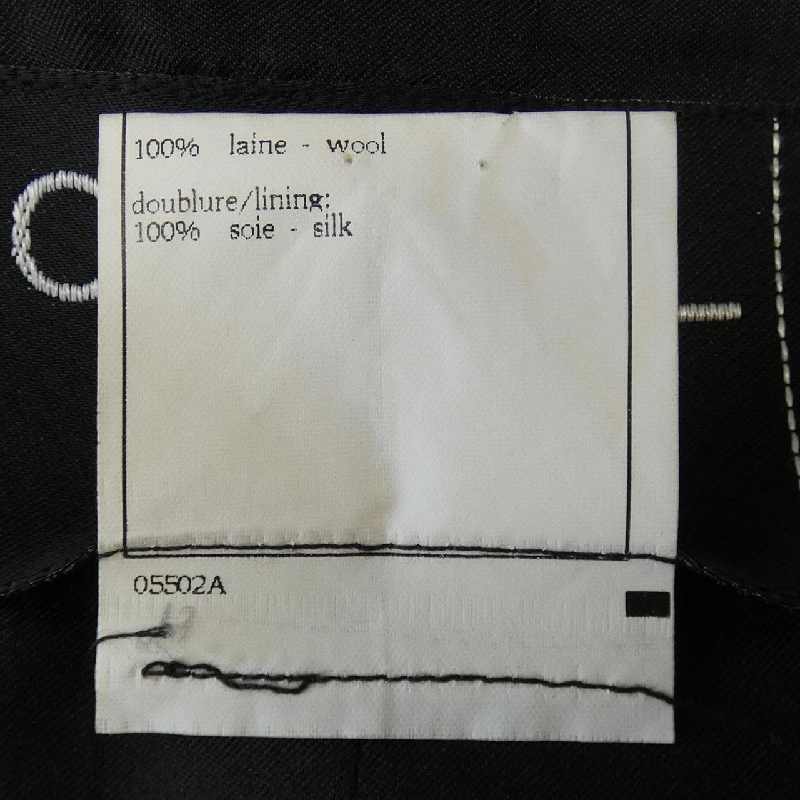 100% laine - wool
doublure/lining:
100% soie - silk
05502A